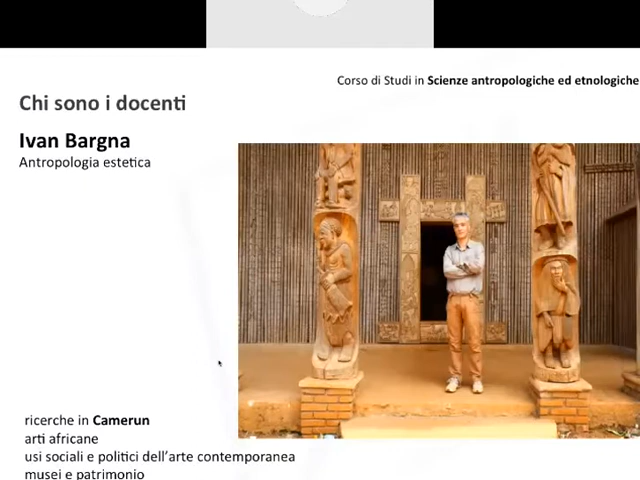 Corso di Studi in Scienze antropologiche ed etnologiche
Chi sono i docenti
Ivan Bargna
Antropologia estetica
ricerche in Camerun
arti africane
usi sociali e politici dell'arte contemporanea
musei e patrimonio